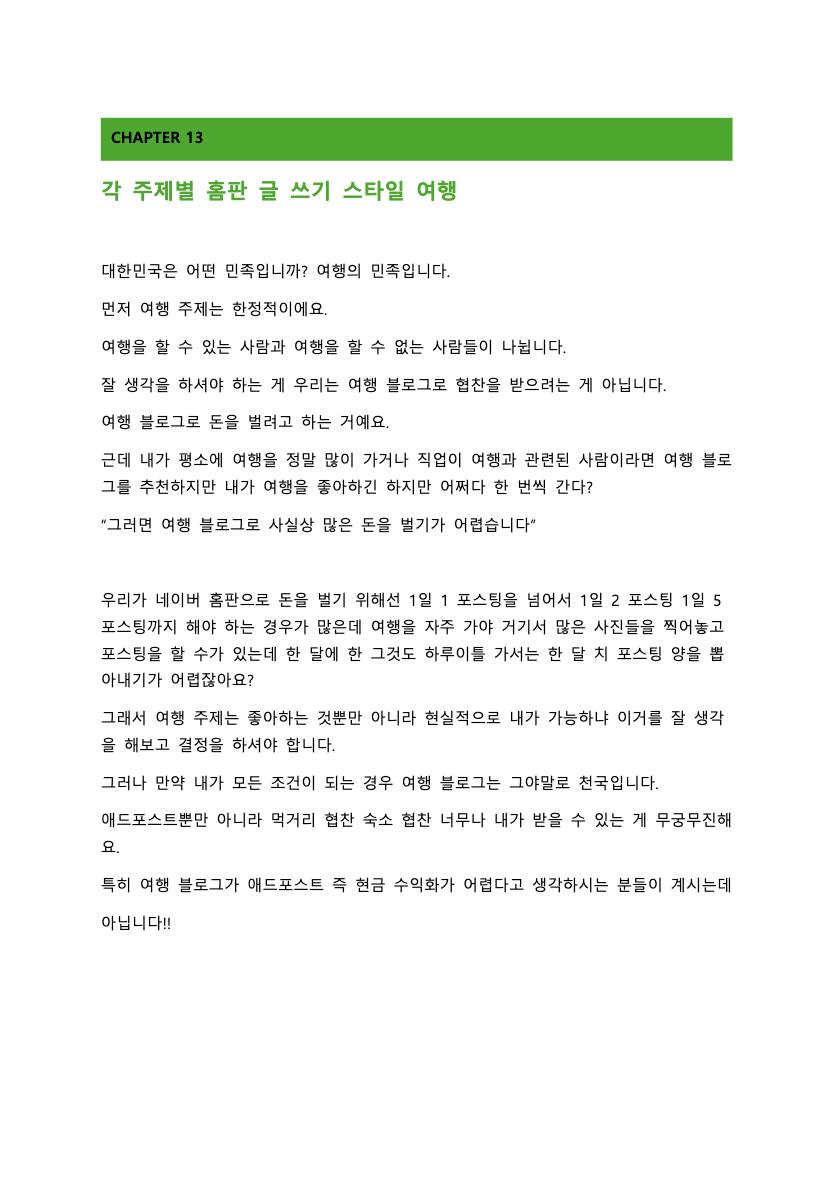 CHAPTER 13
각 주제별 홈판 글 쓰기 스타일 여행
대한민국은 어떤 민족입니까? 여행의 민족입니다.
먼저 여행 주제는 한정적이에요.
여행을 할 수 있는 사람과 여행을 할 수 없는 사람들이 나뉩니다.
잘 생각을 하셔야 하는 게 우리는 여행 블로그로 협찬을 받으려는 게 아닙니다.
여행 블로그로 돈을 벌려고 하는 거예요.
근데 내가 평소에 여행을 정말 많이 가거나 직업이 여행과 관련된 사람이라면 여행 블로
그를 추천하지만 내가 여행을 좋아하긴 하지만 어쩌다 한 번씩 간다?
“그러면 여행 블로그로 사실상 많은 돈을 벌기가 어렵습니다”
우리가 네이버 홈판으로 돈을 벌기 위해선 1일 1 포스팅을 넘어서 1일 2 포스팅 1일 5
포스팅까지 해야 하는 경우가 많은데 여행을 자주 가야 거기서 많은 사진들을 찍어놓고
포스팅을 할 수가 있는데 한 달에 한 그것도 하루이틀 가서는 한 달 치 포스팅 양을 뽑
아내기가 어렵잖아요?
그래서 여행 주제는 좋아하는 것뿐만 아니라 현실적으로 내가 가능하냐 이거를 잘 생각
을 해보고 결정을 하셔야 합니다.
그러나 만약 내가 모든 조건이 되는 경우 여행 블로그는 그야말로 천국입니다.
애드포스트뿐만 아니라 먹거리 협찬 숙소 협찬 너무나 내가 받을 수 있는 게 무궁무진해
요.
특히 여행 블로그가 애드포스트 즉 현금 수익화가 어렵다고 생각하시는 분들이 계시는데
아닙니다!!